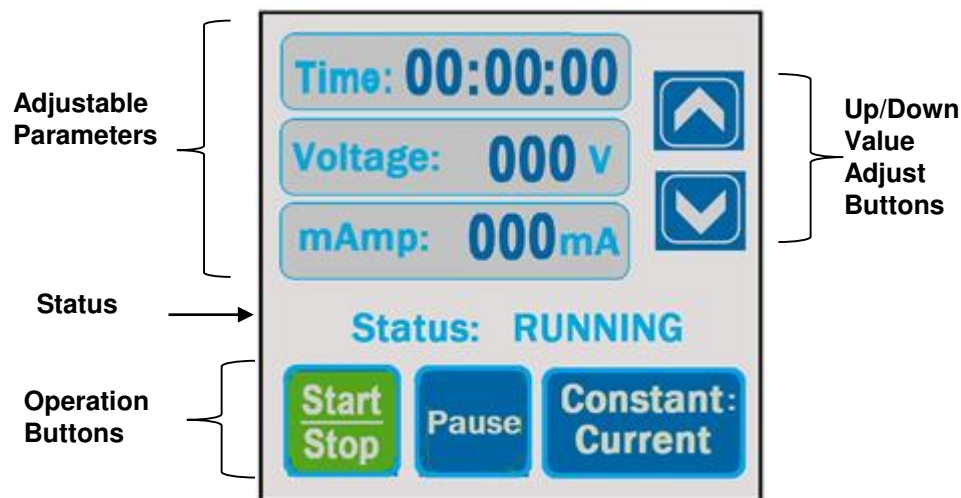 Adjustable
Parameters
Time: 00:00:00
Voltage: 000 V
mAmp: 000 mA
Up/Down
Value
Adjust
Buttons
Status
Status: RUNNING
Operation
Buttons
Start
Stop
Pause
Constant:
Current